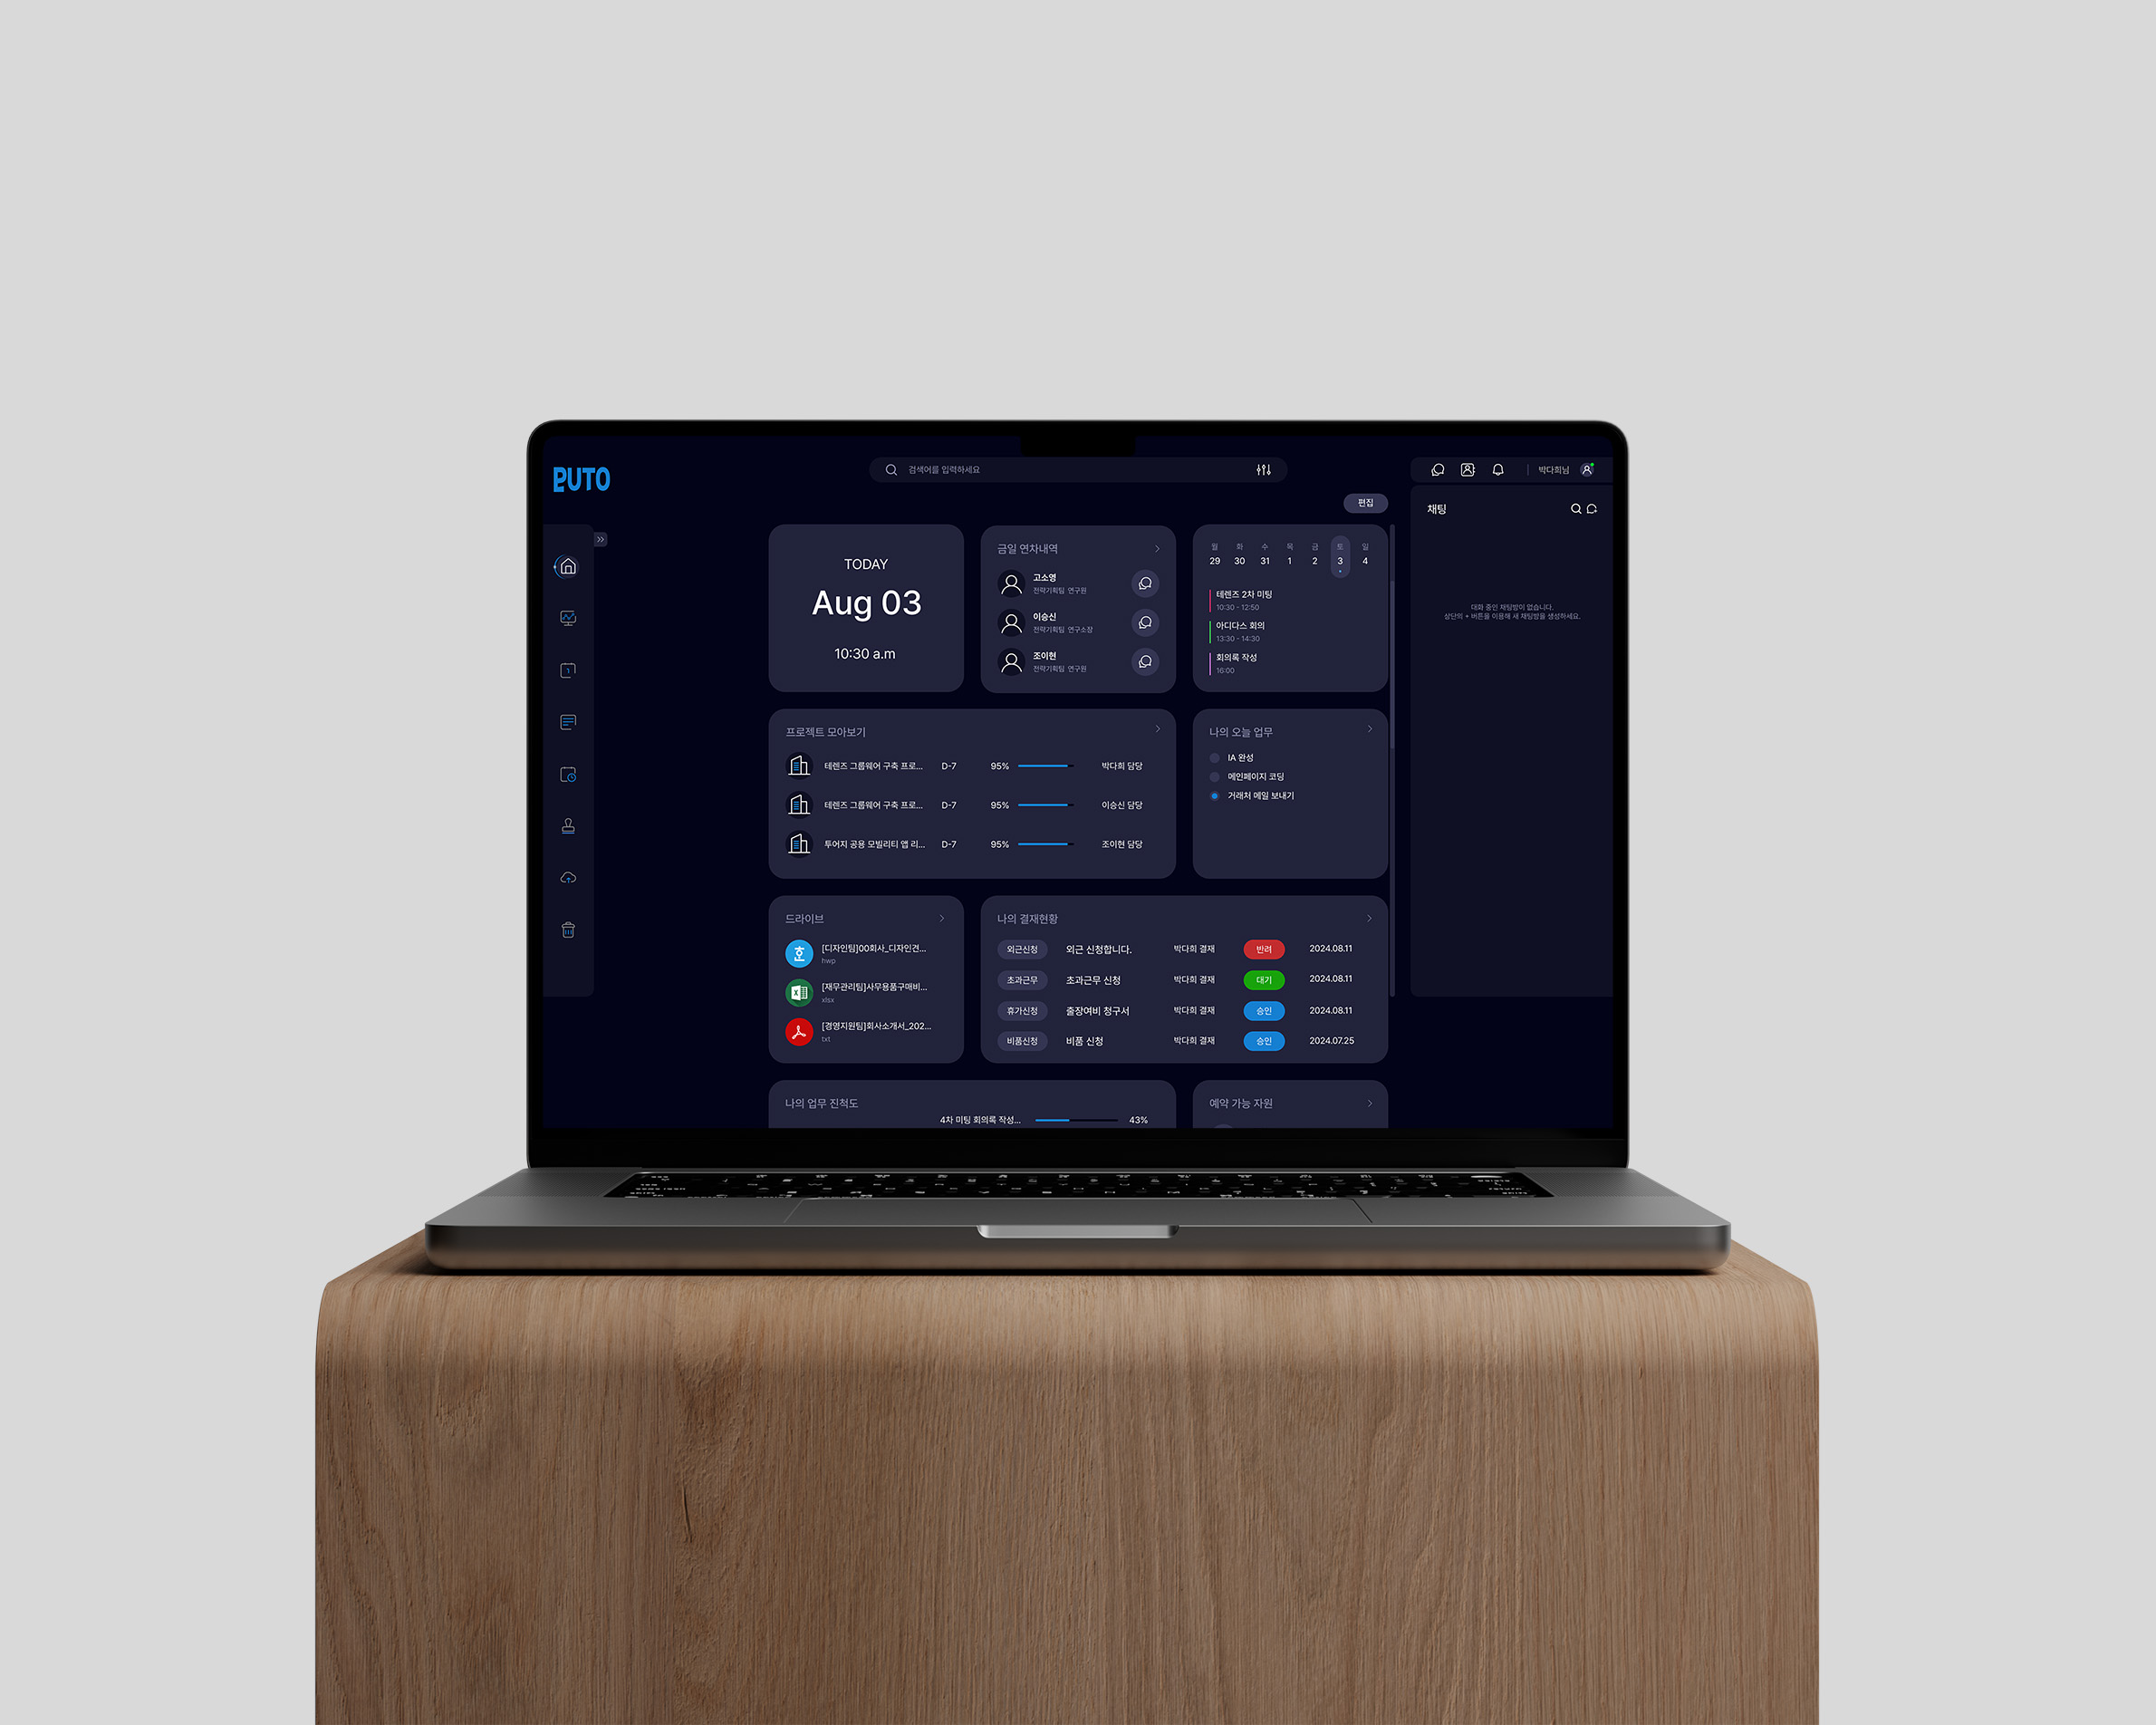 PUTO
검색어를 입력하세요
박다희님
편집
채팅
대화 중인 채팅방이 없습니다.
상단의 + 버튼을 이용해 새 채팅방을 생성하세요.
TODAY
Aug 03
10:30 a.m
금일 연차내역
고소영
전략기획팀 연구원
이승신
전략기획팀 연구소장
조이현
전략기획팀 연구원
월 화 수 목 금 토 일
29 30 31 1 2 3 4
테렌즈 2차 미팅
10:30 - 12:50
아디다스 회의
13:30 - 14:30
회의록 작성
16:00
프로젝트 모아보기
테렌즈 그룹웨어 구축 프로... D-7 95% 박다희 담당
테렌즈 그룹웨어 구축 프로... D-7 95% 이승신 담당
투어지 공용 모빌리티 앱 리... D-7 95% 조이현 담당
나의 오늘 업무
IA 완성
메인페이지 코딩
거래처 메일 보내기
드라이브
[디자인팀]00회사_디자인건...
hwp
[재무관리팀]사무용품구매비...
xlsx
[경영지원팀]회사소개서_202...
txt
나의 결재현황
외근신청 외근 신청합니다. 박다희 결재 반려 2024.08.11
초과근무 초과근무 신청 박다희 결재 대기 2024.08.11
휴가신청 출장여비 청구서 박다희 결재 승인 2024.08.11
비품신청 비품 신청 박다희 결재 승인 2024.07.25
나의 업무 진척도
4차 미팅 회의록 작성... 43%
예약 가능 자원